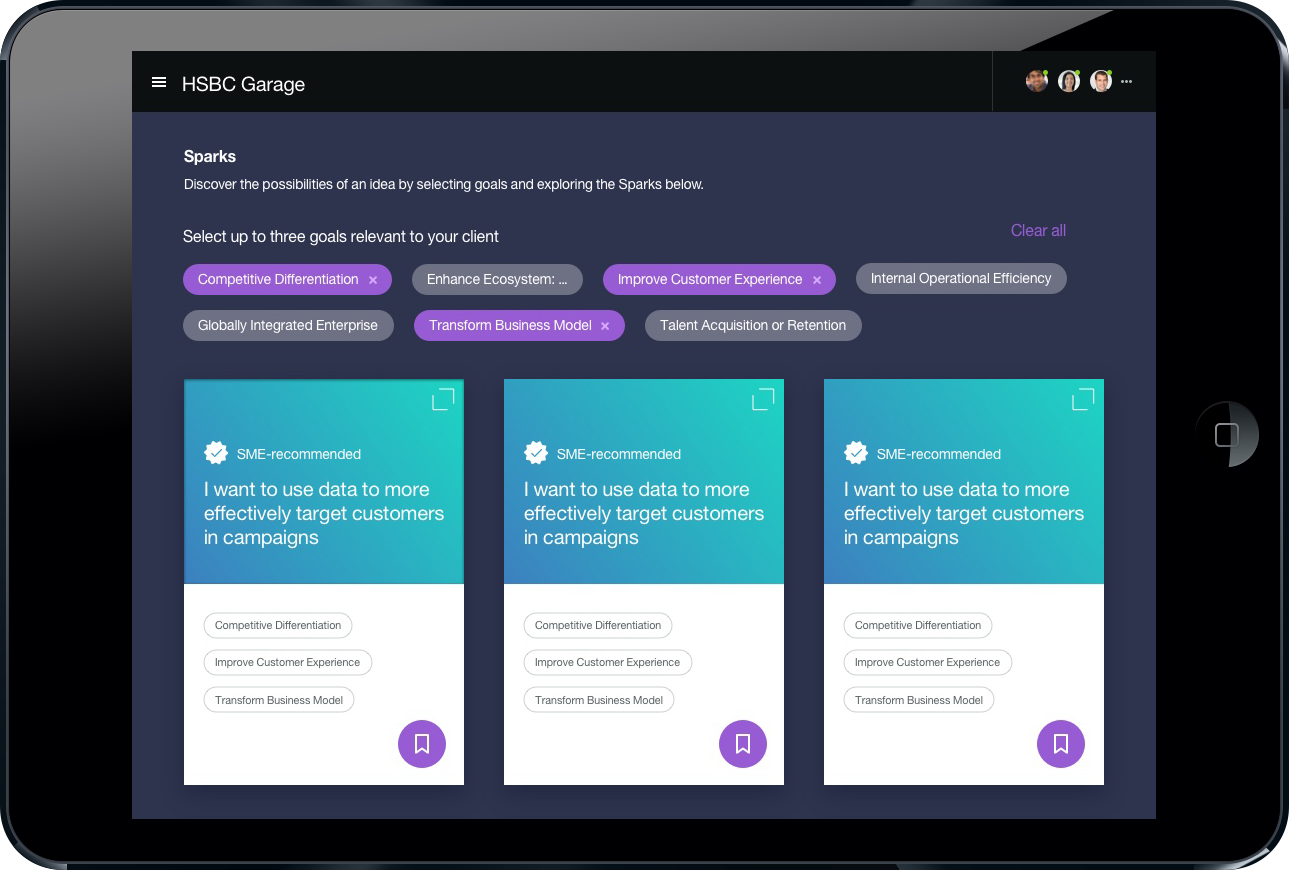 HSBC Garage
Sparks
Discover the possibilities of an idea by selecting goals and exploring the Sparks below.
Select up to three goals relevant to your client
Clear all
Competitive Differentiation ×
Enhance Ecosystem: ...
Improve Customer Experience ×
Internal Operational Efficiency
Globally Integrated Enterprise
Transform Business Model ×
Talent Acquisition or Retention
SME-recommended
I want to use data to more
effectively target customers
in campaigns
Competitive Differentiation
Improve Customer Experience
Transform Business Model
SME-recommended
I want to use data to more
effectively target customers
in campaigns
Competitive Differentiation
Improve Customer Experience
Transform Business Model
SME-recommended
I want to use data to more
effectively target customers
in campaigns
Competitive Differentiation
Improve Customer Experience
Transform Business Model